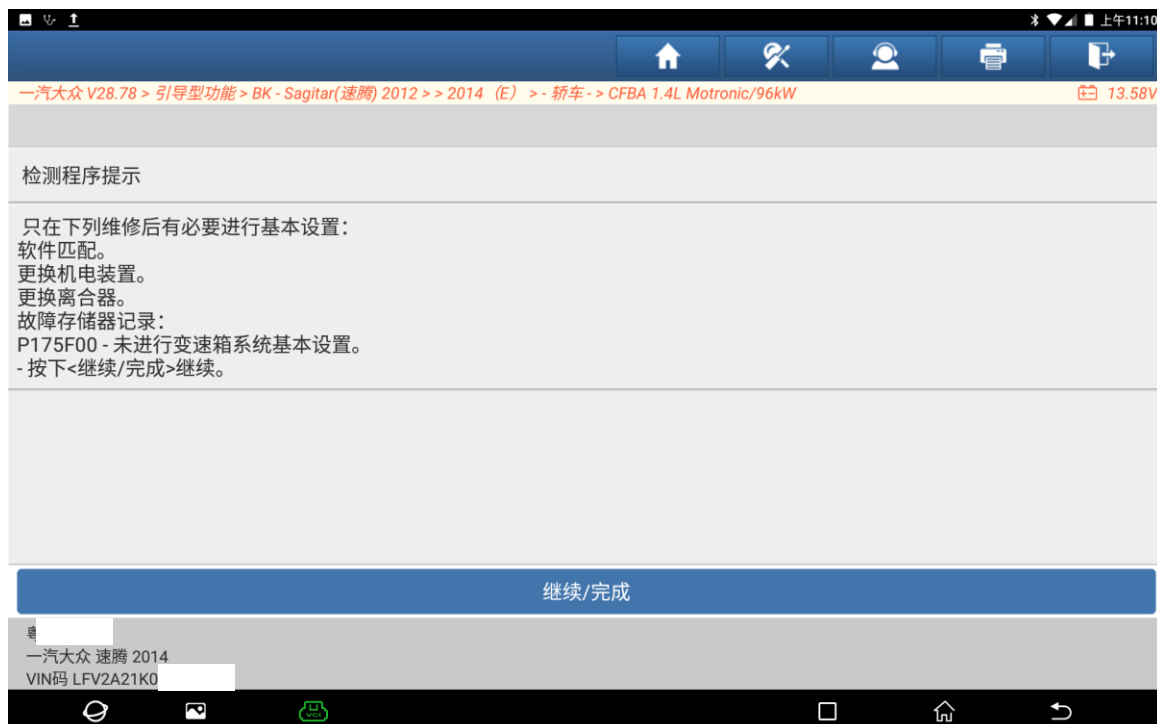 上午11:10
一汽大众 V28.78 > 引导型功能 > BK - Sagitar(速腾) 2012 > > 2014（E） > - 轿车 - > CFBA 1.4L Motronic/96kW
13.58V
检测程序提示
只在下列维修后有必要进行基本设置：
软件匹配。
更换机电装置。
更换离合器。
故障存储器记录：
P175F00 - 未进行变速箱系统基本设置。
- 按下<继续/完成>继续。
继续/完成
粤
一汽大众 速腾 2014
VIN码 LFV2A21K0
VCI